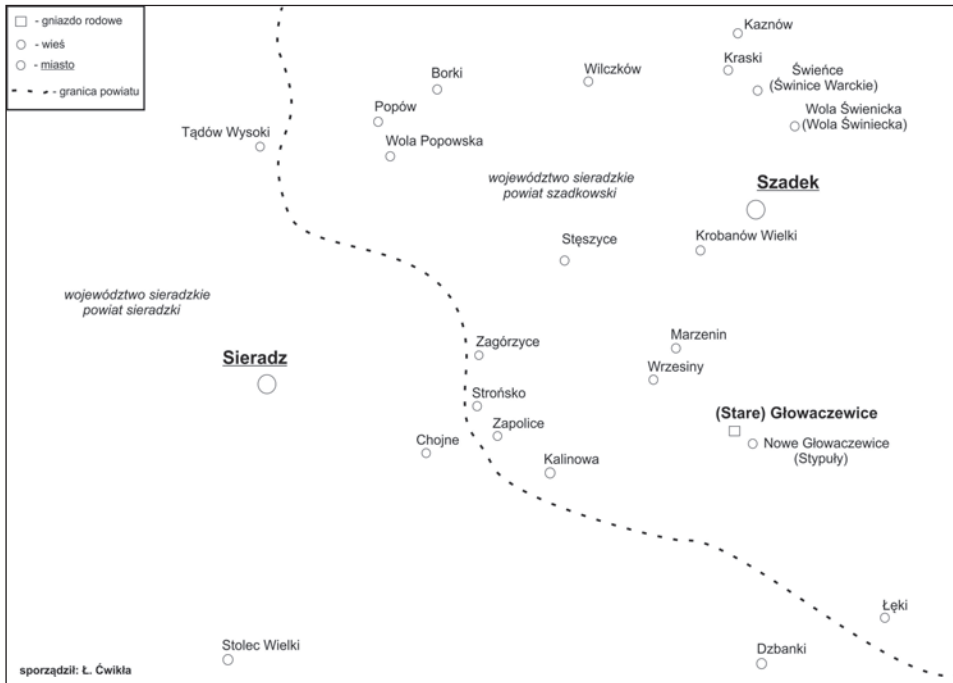 - gniazdo rodowe
- wieś
- miasto
- granica powiatu
Kaznów
Kraski
Świeńce
(Świnice Warckie)
Wola Świenicka
(Wola Świniecka)
Wilczków
Borki
Popów
Wola Popowska
Tądów Wysoki
województwo sieradzkie
powiat szadkowski
Szadek
Krobanów Wielki
Stęszyce
województwo sieradzkie
powiat sieradzki
Sieradz
Zagórzyce
Marzenin
Wrzesiny
Strońsko
Zapolice
Chojne
Kalinowa
(Stare) Głowaczewice
Nowe Głowaczewice
(Stypuły)
Łęki
Stolec Wielki
Dzbanki
sporządził: Ł. Ćwikła